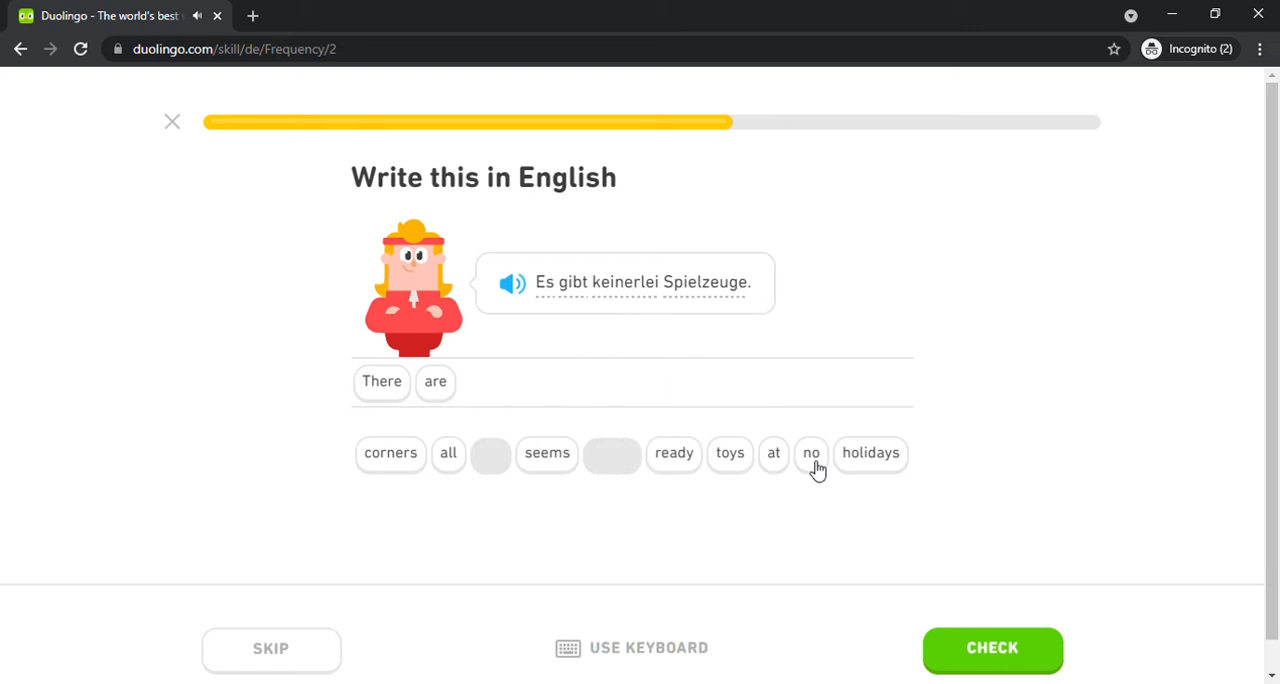 Duolingo - The world's best
duolingo.com/skill/de/Frequency/2
Incognito (2)
Write this in English
Es gibt keinerlei Spielzeuge.
There are
corners all seems ready toys at no holidays
SKIP
USE KEYBOARD
CHECK